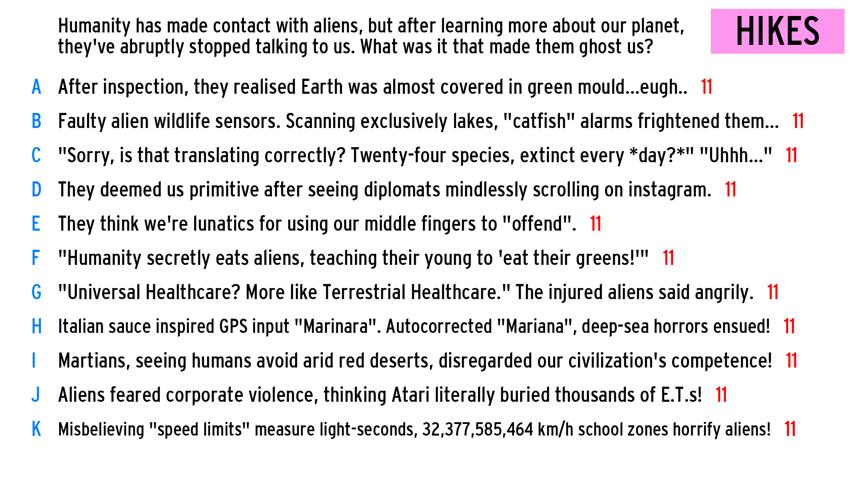 Humanity has made contact with aliens, but after learning more about our planet,
they've abruptly stopped talking to us. What was it that made them ghost us?
HIKES
A After inspection, they realised Earth was almost covered in green mould...eugh.. 11
B Faulty alien wildlife sensors. Scanning exclusively lakes, "catfish" alarms frightened them... 11
C "Sorry, is that translating correctly? Twenty-four species, extinct every *day?*" "Uhhh..." 11
D They deemed us primitive after seeing diplomats mindlessly scrolling on instagram. 11
E They think we're lunatics for using our middle fingers to "offend". 11
F "Humanity secretly eats aliens, teaching their young to 'eat their greens!'" 11
G "Universal Healthcare? More like Terrestrial Healthcare." The injured aliens said angrily. 11
H Italian sauce inspired GPS input "Marinara". Autocorrected "Mariana", deep-sea horrors ensued! 11
I Martians, seeing humans avoid arid red deserts, disregarded our civilization's competence! 11
J Aliens feared corporate violence, thinking Atari literally buried thousands of E.T.s! 11
K Misbelieving "speed limits" measure light-seconds, 32,377,585,464 km/h school zones horrify aliens! 11